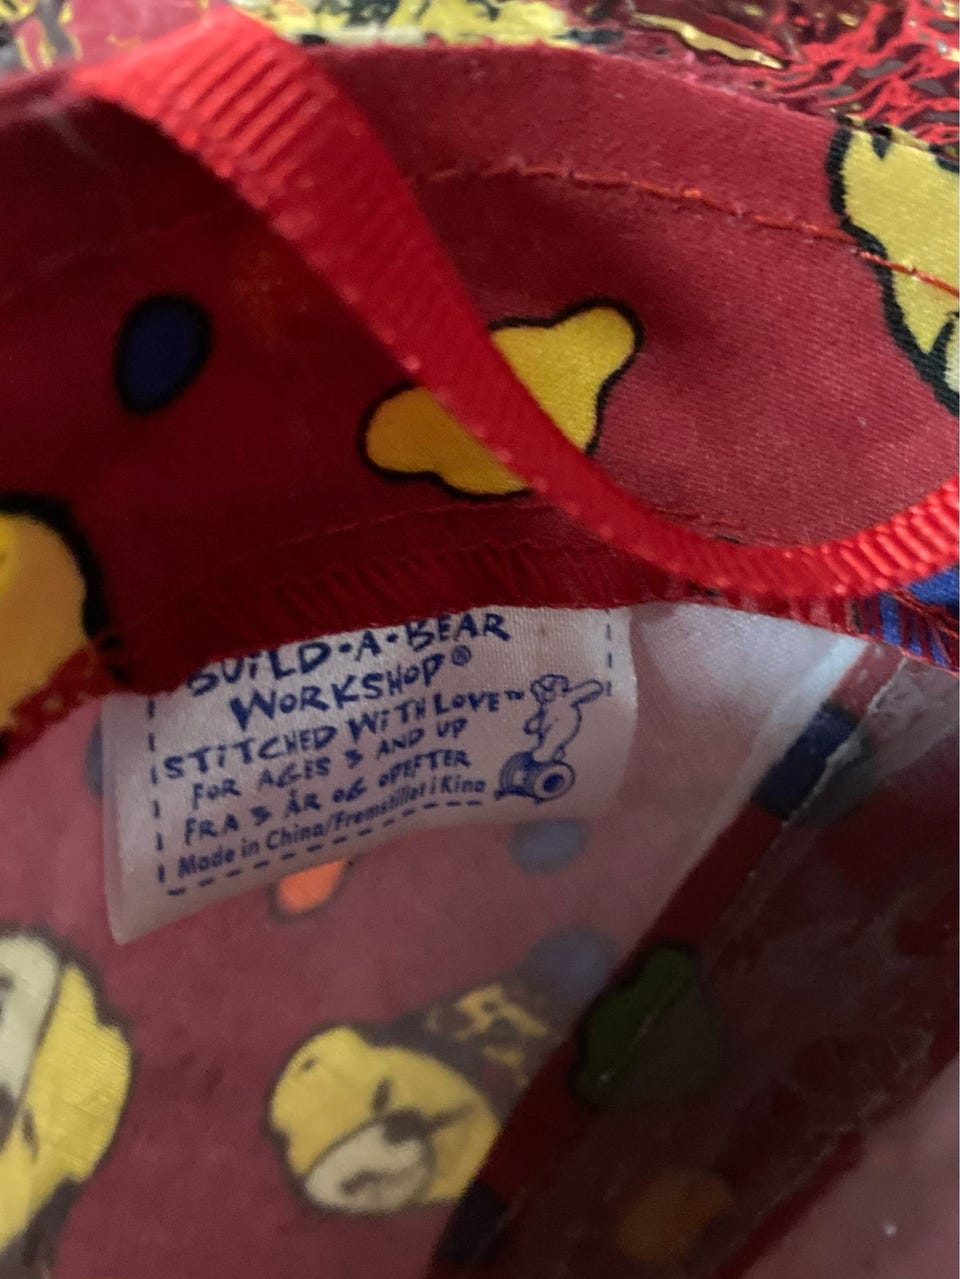 BUiLD•A•BEAR
WORKSHOP®
STiTCHED WiTH LOVE™
FOR AGES 3 AND UP
FRA 3 ÅR OG OPEFTER
Made in China/Fremstillet i Kina